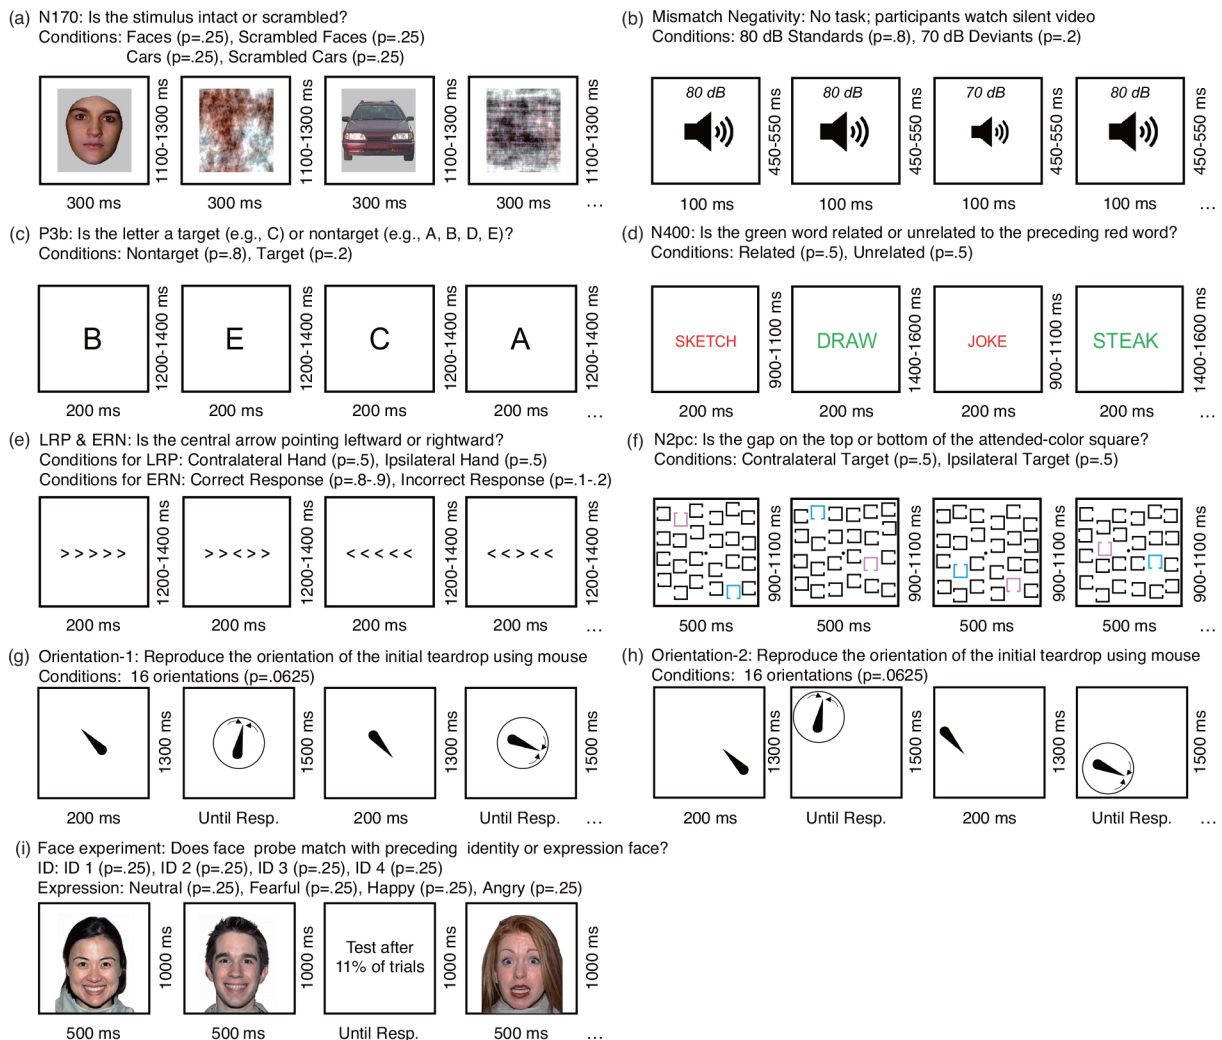 (a) N170: Is the stimulus intact or scrambled?
Conditions: Faces (p=.25), Scrambled Faces (p=.25)
Cars (p=.25), Scrambled Cars (p=.25)
1100-1300 ms
1100-1300 ms
1100-1300 ms
1100-1300 ms
300 ms 300 ms 300 ms 300 ms ...
(b) Mismatch Negativity: No task; participants watch silent video
Conditions: 80 dB Standards (p=.8), 70 dB Deviants (p=.2)
80 dB 80 dB 70 dB 80 dB
450-550 ms
450-550 ms
450-550 ms
450-550 ms
100 ms 100 ms 100 ms 100 ms ...
(c) P3b: Is the letter a target (e.g., C) or nontarget (e.g., A, B, D, E)?
Conditions: Nontarget (p=.8), Target (p=.2)
B E C A
1200-1400 ms
1200-1400 ms
1200-1400 ms
1200-1400 ms
200 ms 200 ms 200 ms 200 ms ...
(d) N400: Is the green word related or unrelated to the preceding red word?
Conditions: Related (p=.5), Unrelated (p=.5)
SKETCH DRAW JOKE STEAK
900-1100 ms
1400-1600 ms
900-1100 ms
1400-1600 ms
200 ms 200 ms 200 ms 200 ms ...
(e) LRP & ERN: Is the central arrow pointing leftward or rightward?
Conditions for LRP: Contralateral Hand (p=.5), Ipsilateral Hand (p=.5)
Conditions for ERN: Correct Response (p=.8-.9), Incorrect Response (p=.1-.2)
> > > > > > > < > > < < < < < < < > < <
1200-1400 ms
1200-1400 ms
1200-1400 ms
1200-1400 ms
200 ms 200 ms 200 ms 200 ms ...
(f) N2pc: Is the gap on the top or bottom of the attended-color square?
Conditions: Contralateral Target (p=.5), Ipsilateral Target (p=.5)
900-1100 ms
900-1100 ms
900-1100 ms
900-1100 ms
500 ms 500 ms 500 ms 500 ms ...
(g) Orientation-1: Reproduce the orientation of the initial teardrop using mouse
Conditions: 16 orientations (p=.0625)
1300 ms
1500 ms
1300 ms
1500 ms
200 ms Until Resp. 200 ms Until Resp. ...
(h) Orientation-2: Reproduce the orientation of the initial teardrop using mouse
Conditions: 16 orientations (p=.0625)
1300 ms
1500 ms
1300 ms
1500 ms
200 ms Until Resp. 200 ms Until Resp. ...
(i) Face experiment: Does face probe match with preceding identity or expression face?
ID: ID 1 (p=.25), ID 2 (p=.25), ID 3 (p=.25), ID 4 (p=.25)
Expression: Neutral (p=.25), Fearful (p=.25), Happy (p=.25), Angry (p=.25)
Test after
11% of trials
1000 ms
1000 ms
1000 ms
1000 ms
500 ms 500 ms Until Resp. 500 ms ...